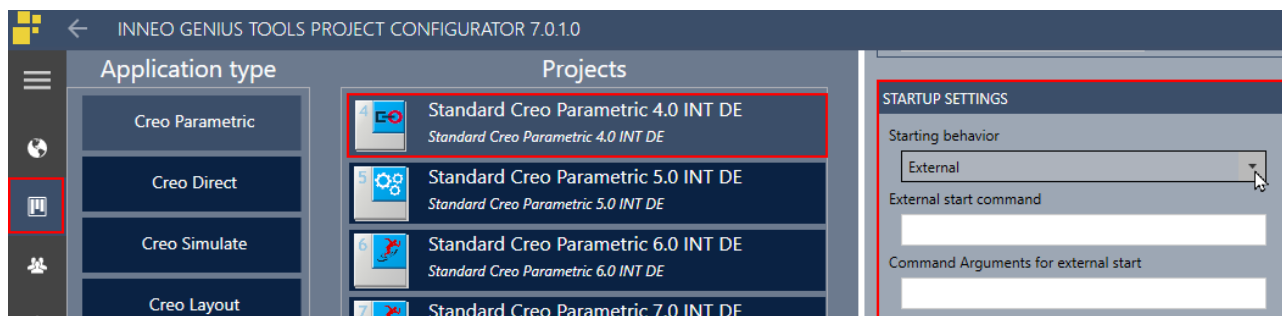 INNEO GENIUS TOOLS PROJECT CONFIGURATOR 7.0.1.0
Application type
Creo Parametric
Creo Direct
Creo Simulate
Creo Layout
Projects
4
Standard Creo Parametric 4.0 INT DE
Standard Creo Parametric 4.0 INT DE
5
Standard Creo Parametric 5.0 INT DE
Standard Creo Parametric 5.0 INT DE
6
Standard Creo Parametric 6.0 INT DE
Standard Creo Parametric 6.0 INT DE
7
Standard Creo Parametric 7.0 INT DE
STARTUP SETTINGS
Starting behavior
External
External start command
Command Arguments for external start